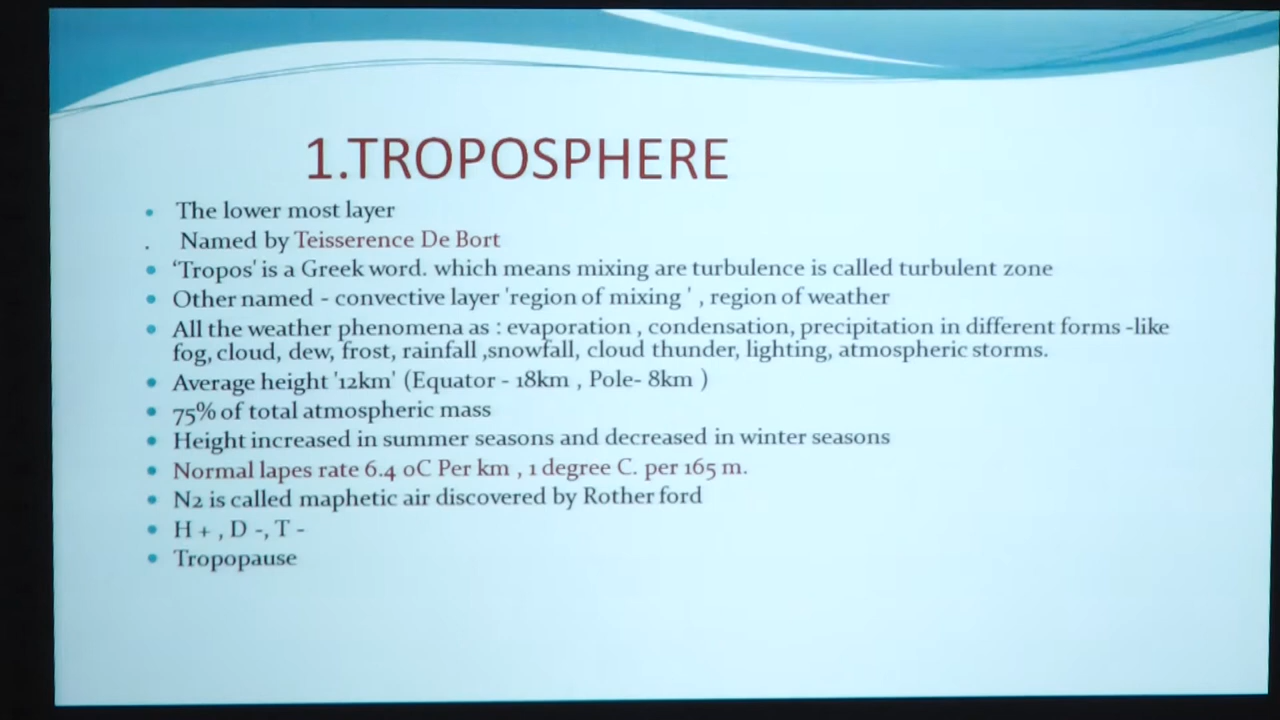 1.TROPOSPHERE
• The lower most layer
. Named by Teisserence De Bort
• 'Tropos' is a Greek word. which means mixing are turbulence is called turbulent zone
• Other named - convective layer 'region of mixing ' , region of weather
• All the weather phenomena as : evaporation , condensation, precipitation in different forms -like
fog, cloud, dew, frost, rainfall ,snowfall, cloud thunder, lighting, atmospheric storms.
• Average height '12km' (Equator - 18km , Pole- 8km )
• 75% of total atmospheric mass
• Height increased in summer seasons and decreased in winter seasons
• Normal lapes rate 6.4 0C Per km , 1 degree C. per 165 m.
• N2 is called maphetic air discovered by Rother ford
• H + , D -, T -
• Tropopause